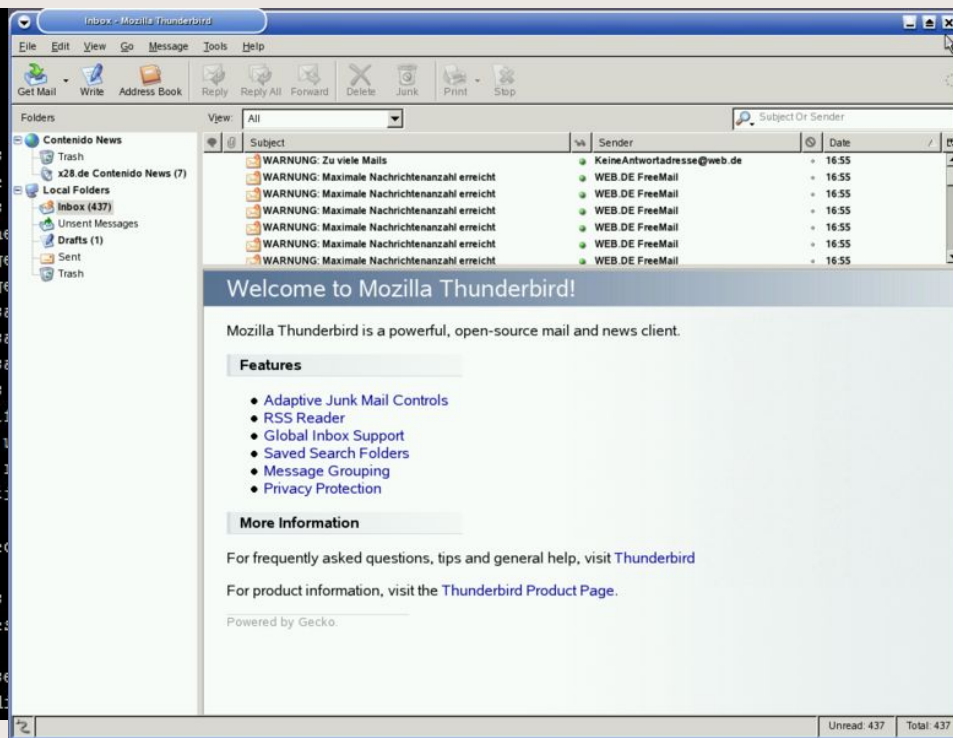 Inbox - Mozilla Thunderbird
File Edit View Go Message Tools Help
Get Mail Write Address Book Reply Reply All Forward Delete Junk Print Stop
Folders View: All Subject Or Sender
Contenido News
Trash
x28.de Contenido News (7)
Local Folders
Inbox (437)
Unsent Messages
Drafts (1)
Sent
Trash
Subject Sender Date
WARNUNG: Zu viele Mails KeineAntwortadresse@web.de 16:55
WARNUNG: Maximale Nachrichtenanzahl erreicht WEB.DE FreeMail 16:55
WARNUNG: Maximale Nachrichtenanzahl erreicht WEB.DE FreeMail 16:55
WARNUNG: Maximale Nachrichtenanzahl erreicht WEB.DE FreeMail 16:55
WARNUNG: Maximale Nachrichtenanzahl erreicht WEB.DE FreeMail 16:55
WARNUNG: Maximale Nachrichtenanzahl erreicht WEB.DE FreeMail 16:55
WARNUNG: Maximale Nachrichtenanzahl erreicht WEB.DE FreeMail 16:55
Welcome to Mozilla Thunderbird!
Mozilla Thunderbird is a powerful, open-source mail and news client.
Features
Adaptive Junk Mail Controls
RSS Reader
Global Inbox Support
Saved Search Folders
Message Grouping
Privacy Protection
More Information
For frequently asked questions, tips and general help, visit Thunderbird
For product information, visit the Thunderbird Product Page.
Powered by Gecko.
Unread: 437 Total: 437